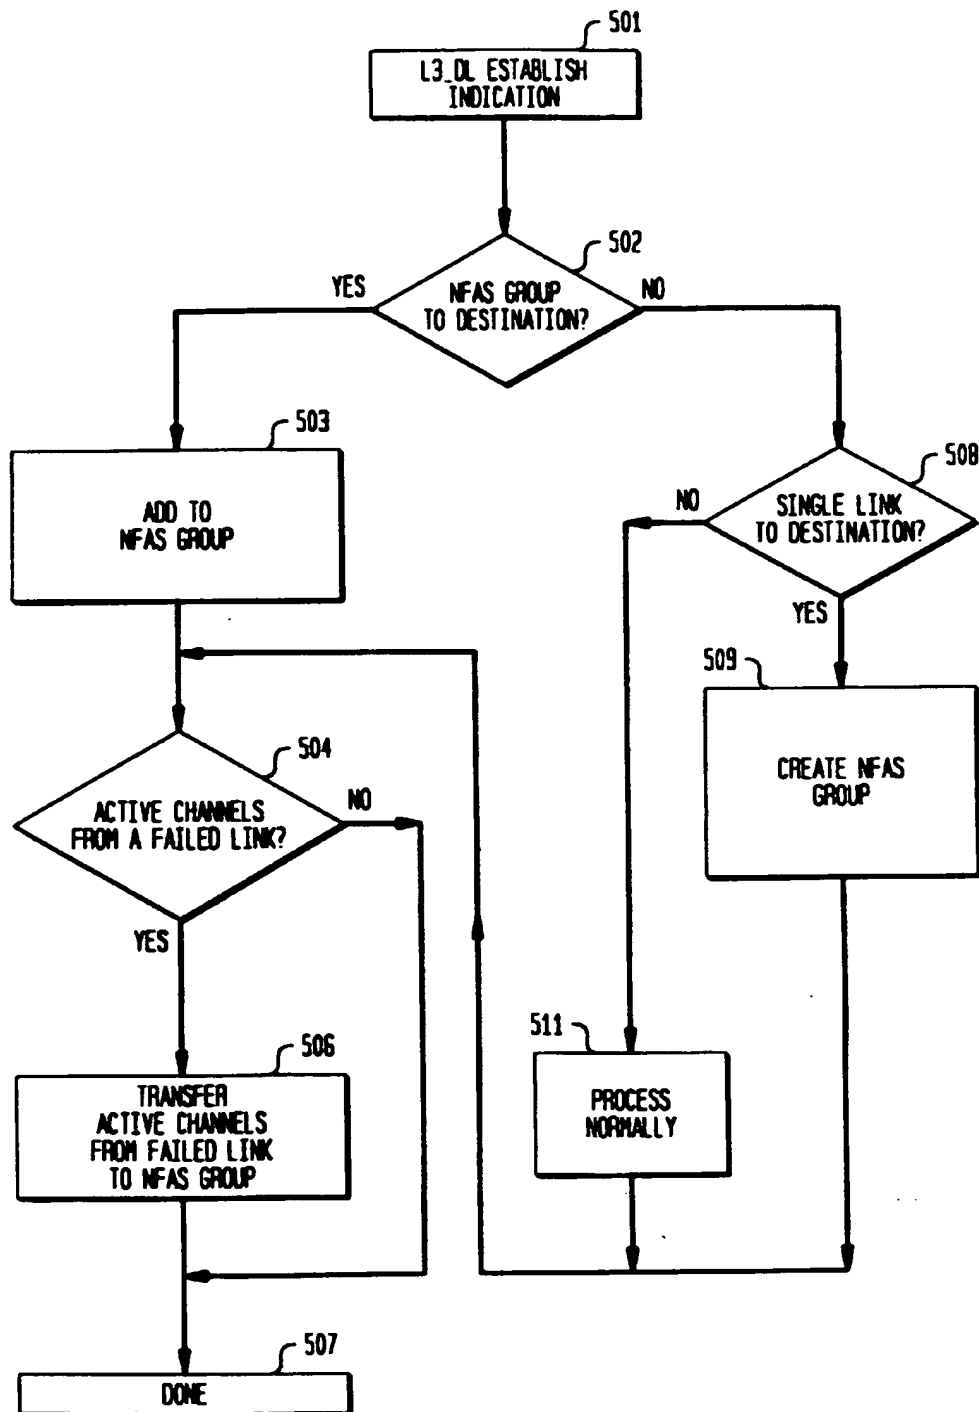 501
L3_DL ESTABLISH
INDICATION
502
YES
NO
NFAS GROUP
TO DESTINATION?
503
ADD TO
NFAS GROUP
508
NO
SINGLE LINK
TO DESTINATION?
YES
509
CREATE NFAS
GROUP
504
NO
ACTIVE CHANNELS
FROM A FAILED LINK?
YES
506
TRANSFER
ACTIVE CHANNELS
FROM FAILED LINK
TO NFAS GROUP
511
PROCESS
NORMALLY
507
DONE